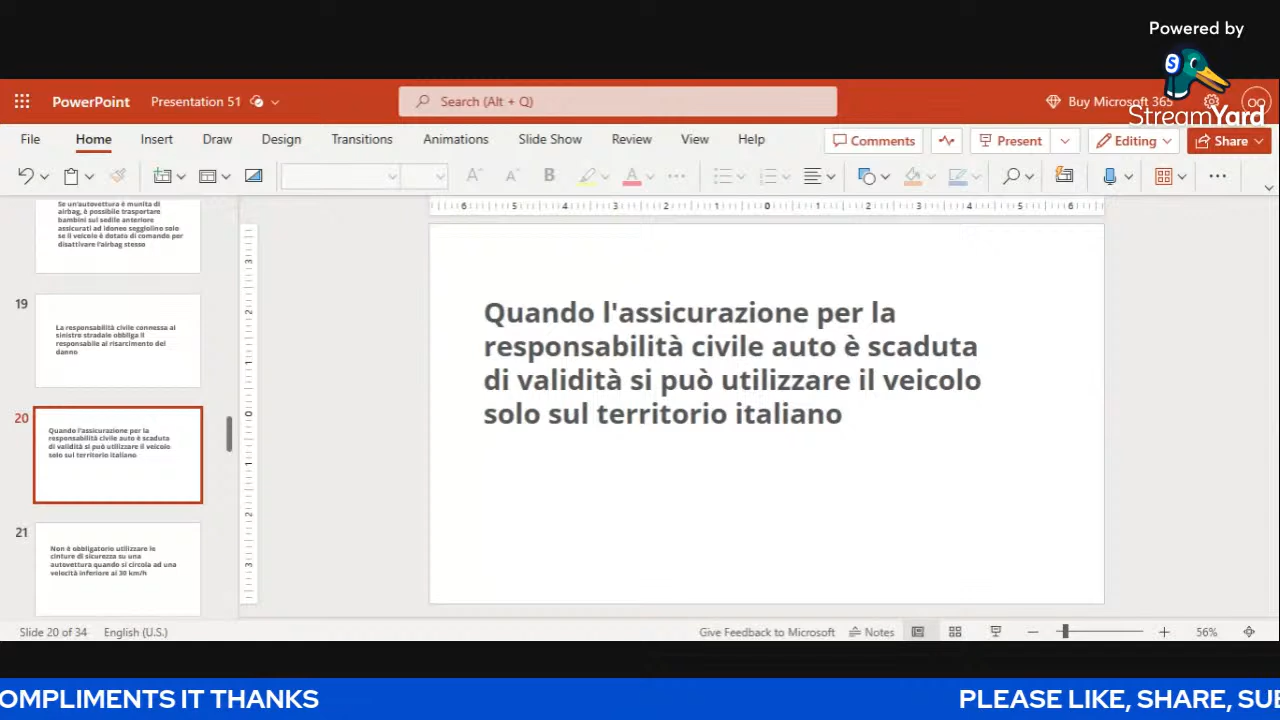 Powered by
StreamYard
PowerPoint
Presentation 51
Search (Alt + Q)
Buy Microsoft 365
OO
File
Home
Insert
Draw
Design
Transitions
Animations
Slide Show
Review
View
Help
Comments
Present
Editing
Share
Se un'autovettura è munita di
airbag, è possibile trasportare
bambini sul sedile anteriore
assicurati ad idoneo seggiolino solo
se il veicolo è dotato di comando per
disattivare l'airbag stesso
19
La responsabilità civile connessa al
sinistre stradale obbliga il
responsabile al risarcimento del
danno
20
Quando l'assicurazione per la
responsabilità civile auto è scaduta
di validità si può utilizzare il veicolo
solo sul territorio italiano
21
Non è obbligatorio utilizzare le
cinture di sicurezza su una
autovettura quando si circola ad una
velocità inferiore ai 30 km/h
Quando l'assicurazione per la
responsabilità civile auto è scaduta
di validità si può utilizzare il veicolo
solo sul territorio italiano
Slide 20 of 34
English (U.S.)
Give Feedback to Microsoft
Notes
56%
OMPLIMENTS IT THANKS
PLEASE LIKE, SHARE, SUB